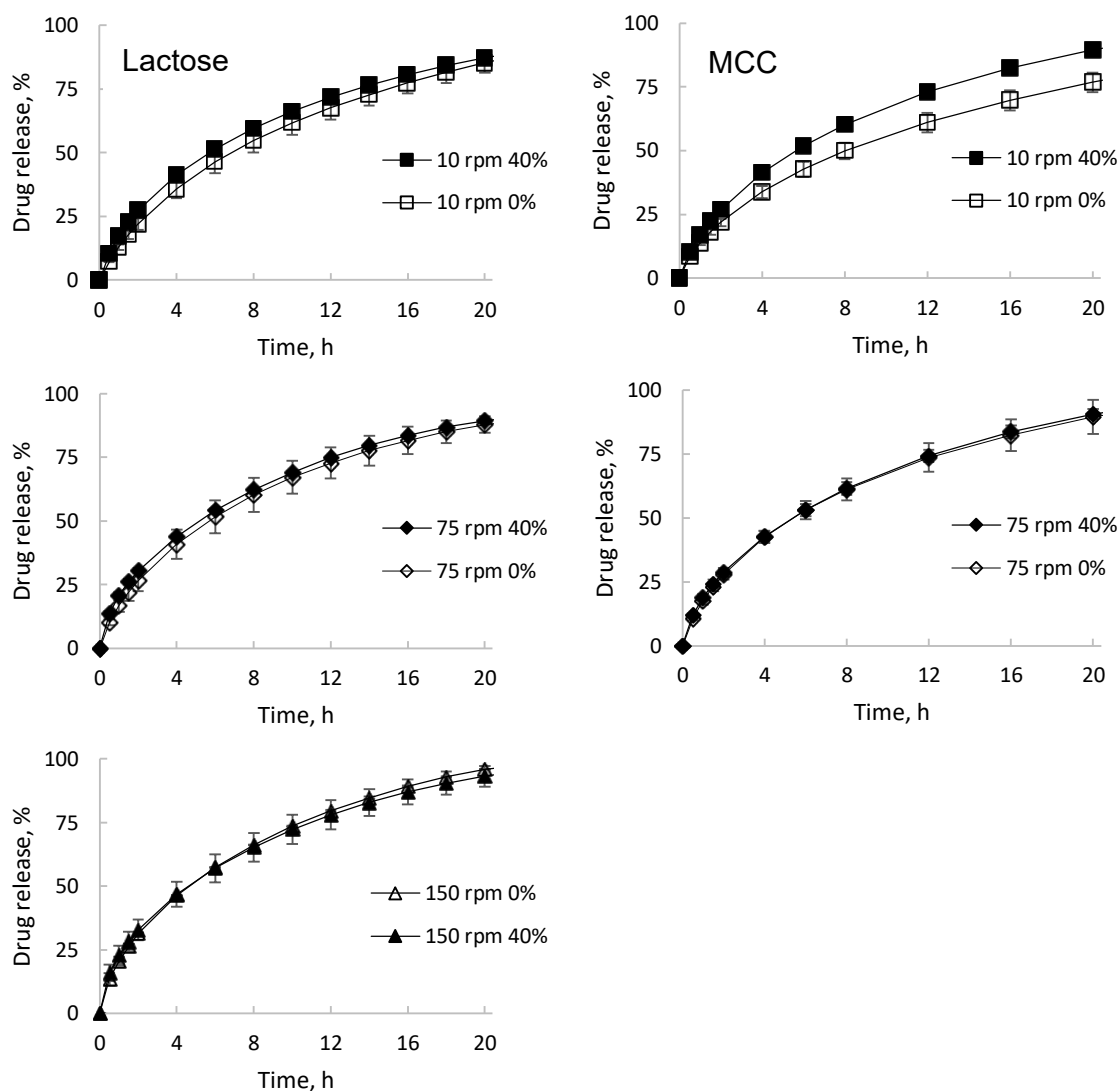 Lactose
Drug release, %
100
75
50
25
0
10 rpm 40%
10 rpm 0%
0 4 8 12 16 20
Time, h
MCC
Drug release, %
100
75
50
25
0
10 rpm 40%
10 rpm 0%
0 4 8 12 16 20
Time, h
Drug release, %
100
75
50
25
0
75 rpm 40%
75 rpm 0%
0 4 8 12 16 20
Time, h
Drug release, %
100
75
50
25
0
75 rpm 40%
75 rpm 0%
0 4 8 12 16 20
Time, h
Drug release, %
100
75
50
25
0
150 rpm 0%
150 rpm 40%
0 4 8 12 16 20
Time, h